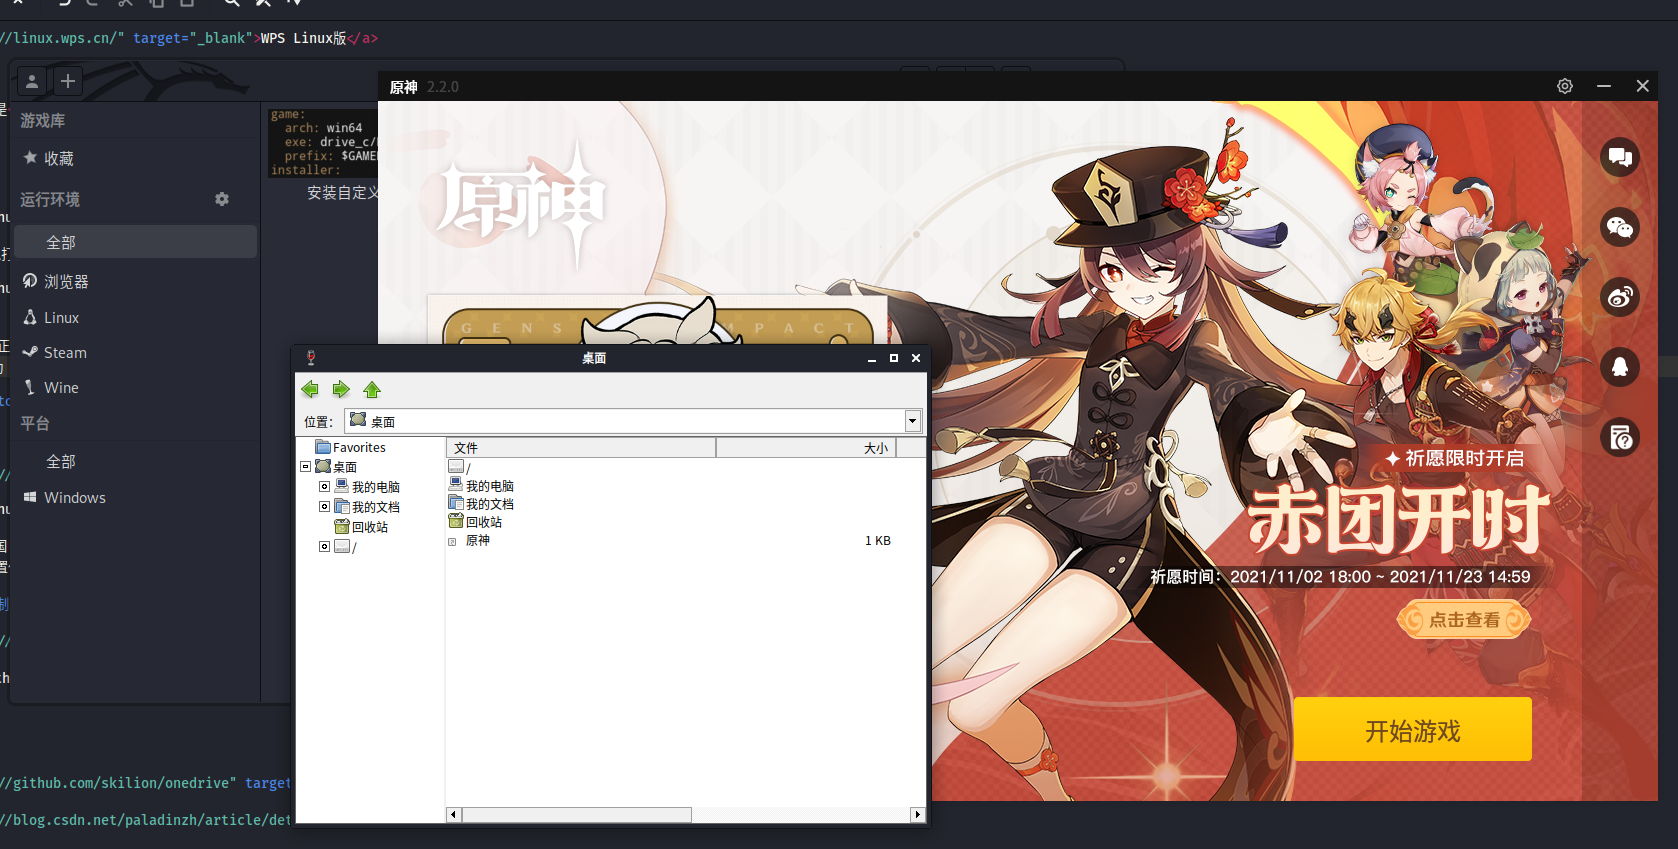 //linux.wps.cn/" target="_blank">WPS Linux版</a>
是
游戏库
收藏
运行环境
全部
浏览器
Linux
Steam
Wine
平台
全部
Windows
game:
arch: win64
exe: drive_c/
prefix: $GAME
installer:
安装自定义
原神 2.2.0
原神
GENS
MPACT
祈愿限时开启
赤团开时
祈愿时间：2021/11/02 18:00 ~ 2021/11/23 14:59
点击查看
开始游戏
桌面
位置：
桌面
Favorites
桌面
我的电脑
我的文档
回收站
/
文件
大小
/
我的电脑
我的文档
回收站
原神
1 KB
正
//
国
置
制
//
//github.com/skilion/onedrive" target
//blog.csdn.net/paladinzh/article/det